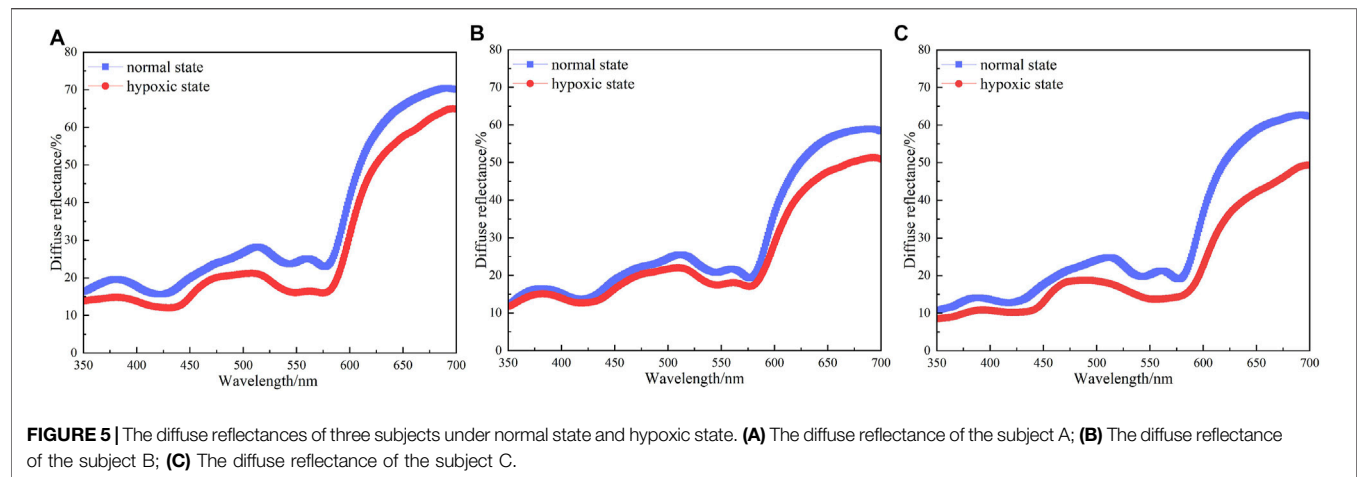 A
80
70
60
50
40
30
20
10
0
Diffuse reflectance/%
normal state
hypoxic state
350 400 450 500 550 600 650 700
Wavelength/nm
B
80
70
60
50
40
30
20
10
0
Diffuse reflectance/%
normal state
hypoxic state
350 400 450 500 550 600 650 700
Wavelength/nm
C
80
70
60
50
40
30
20
10
0
Diffuse reflectance/%
normal state
hypoxic state
350 400 450 500 550 600 650 700
Wavelength/nm
FIGURE 5 | The diffuse reflectances of three subjects under normal state and hypoxic state. (A) The diffuse reflectance of the subject A; (B) The diffuse reflectance
of the subject B; (C) The diffuse reflectance of the subject C.